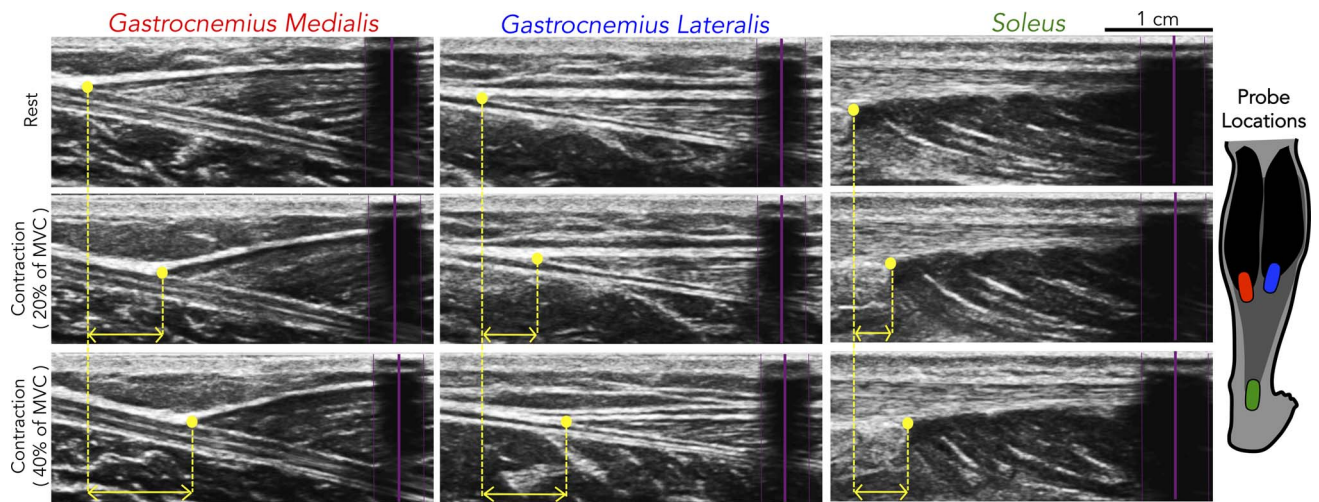 Gastrocnemius Medialis
Gastrocnemius Lateralis
Soleus
1 cm
Rest
Contraction
( 20% of MVC)
Contraction
( 40% of MVC)
Probe
Locations